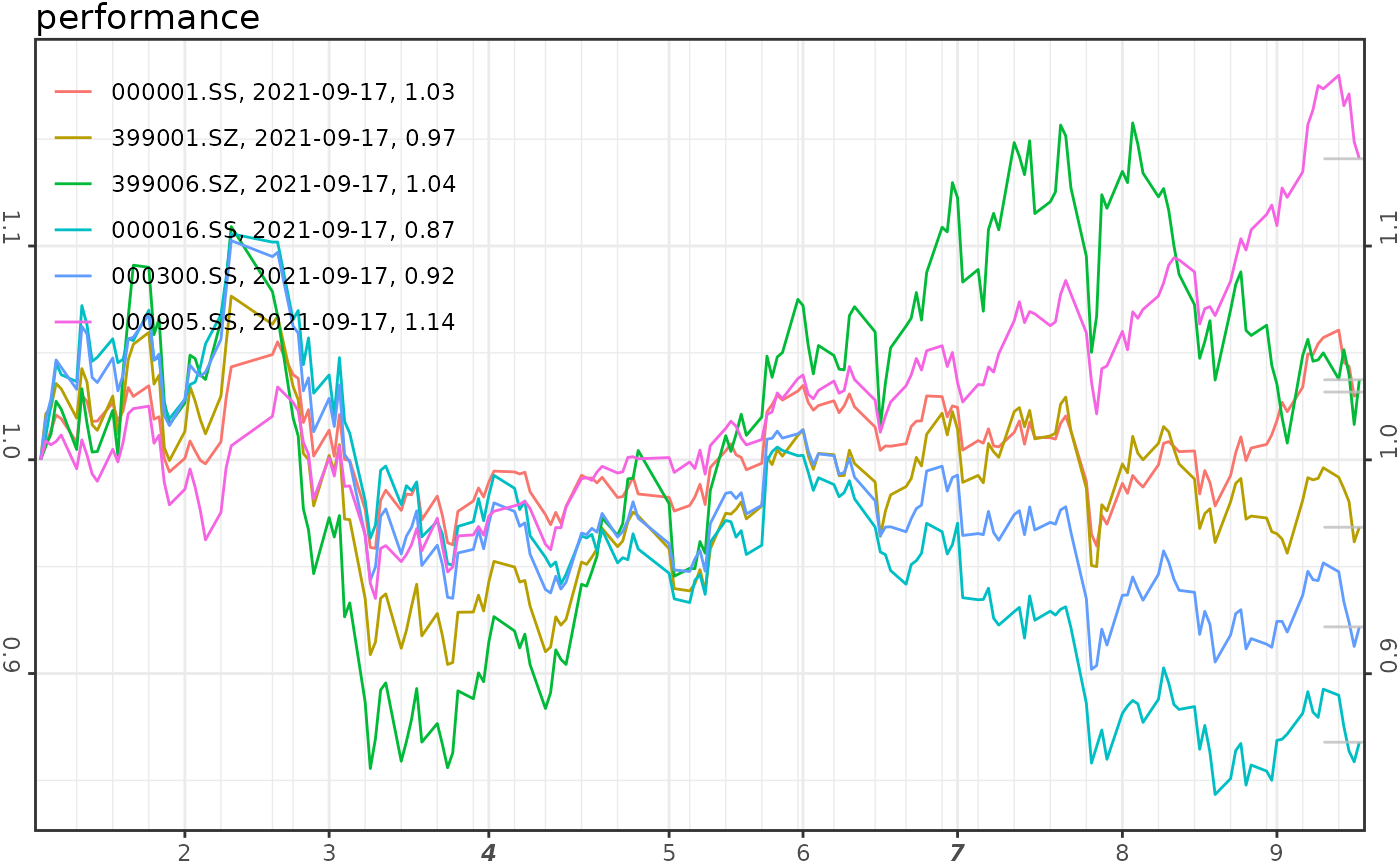 performance
000001.SS, 2021-09-17, 1.03
399001.SZ, 2021-09-17, 0.97
399006.SZ, 2021-09-17, 1.04
000016.SS, 2021-09-17, 0.87
000300.SS, 2021-09-17, 0.92
000905.SS, 2021-09-17, 1.14
1.1 1.1
1.0 1.0
0.9 0.9
2 3 4 5 6 7 8 9